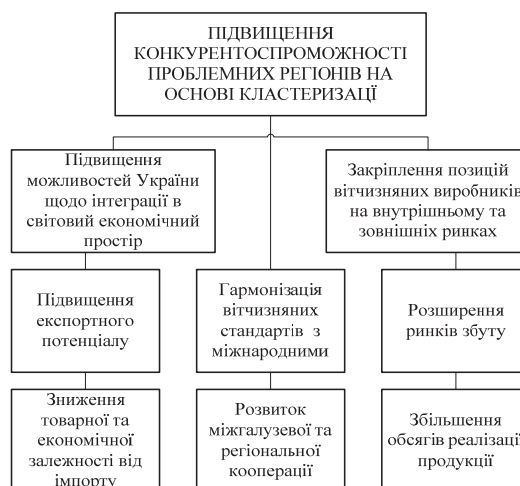 ПІДВИЩЕННЯ
КОНКУРЕНТОСПРОМОЖНОСТІ
ПРОБЛЕМНИХ РЕГІОНІВ НА
ОСНОВІ КЛАСТЕРИЗАЦІЇ
Підвищення
можливостей України
щодо інтеграції в
світовий економічний
простір
Закріплення позицій
вітчизняних виробників
на внутрішньому та
зовнішніх ринках
Підвищення
експортного
потенціалу
Гармонізація
вітчизняних
стандартів з
міжнародними
Розширення
ринків збуту
Зниження
товарної та
економічної
залежності від
імпорту
Розвиток
міжгалузевої та
регіональної
кооперації
Збільшення
обсягів реалізації
продукції